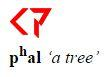 pʰal ‘a tree’